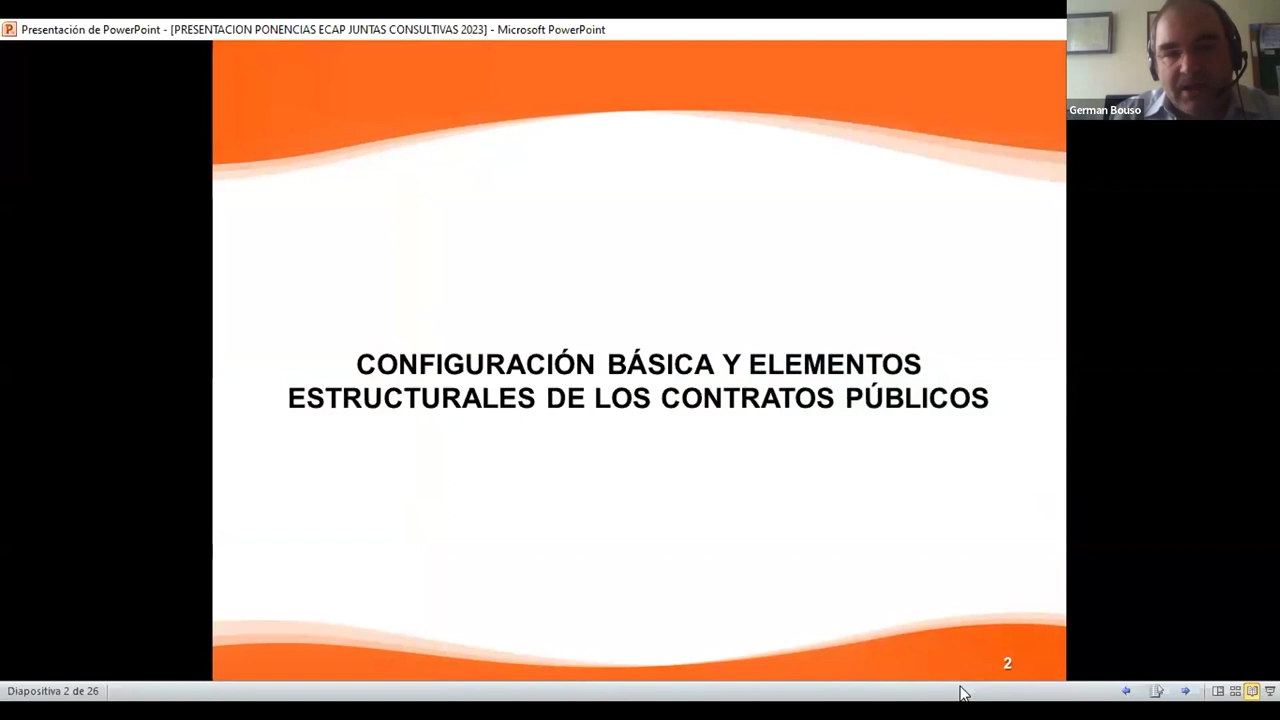 Presentación de PowerPoint - [PRESENTACION PONENCIAS ECAP JUNTAS CONSULTIVAS 2023] - Microsoft PowerPoint
German Bouso
CONFIGURACIÓN BÁSICA Y ELEMENTOS
ESTRUCTURALES DE LOS CONTRATOS PÚBLICOS
2
Diapositiva 2 de 26